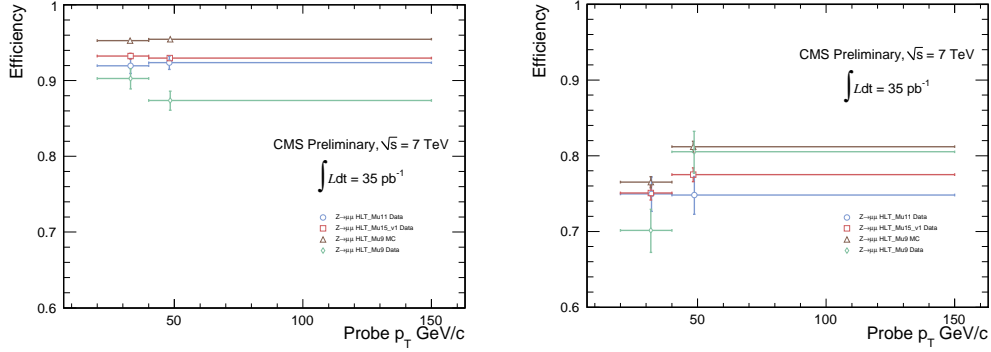 Efficiency
1
0.9
0.8
0.7
0.6
CMS Preliminary, √s = 7 TeV
∫ Ldt = 35 pb⁻¹
Z→μμ HLT_Mu11 Data
Z→μμ HLT_Mu15_v1 Data
Z→μμ HLT_Mu9 MC
Z→μμ HLT_Mu9 Data
50 100 150
Probe p_T GeV/c
Efficiency
1
0.9
0.8
0.7
0.6
CMS Preliminary, √s = 7 TeV
∫ Ldt = 35 pb⁻¹
Z→μμ HLT_Mu11 Data
Z→μμ HLT_Mu15_v1 Data
Z→μμ HLT_Mu9 MC
Z→μμ HLT_Mu9 Data
50 100 150
Probe p_T GeV/c